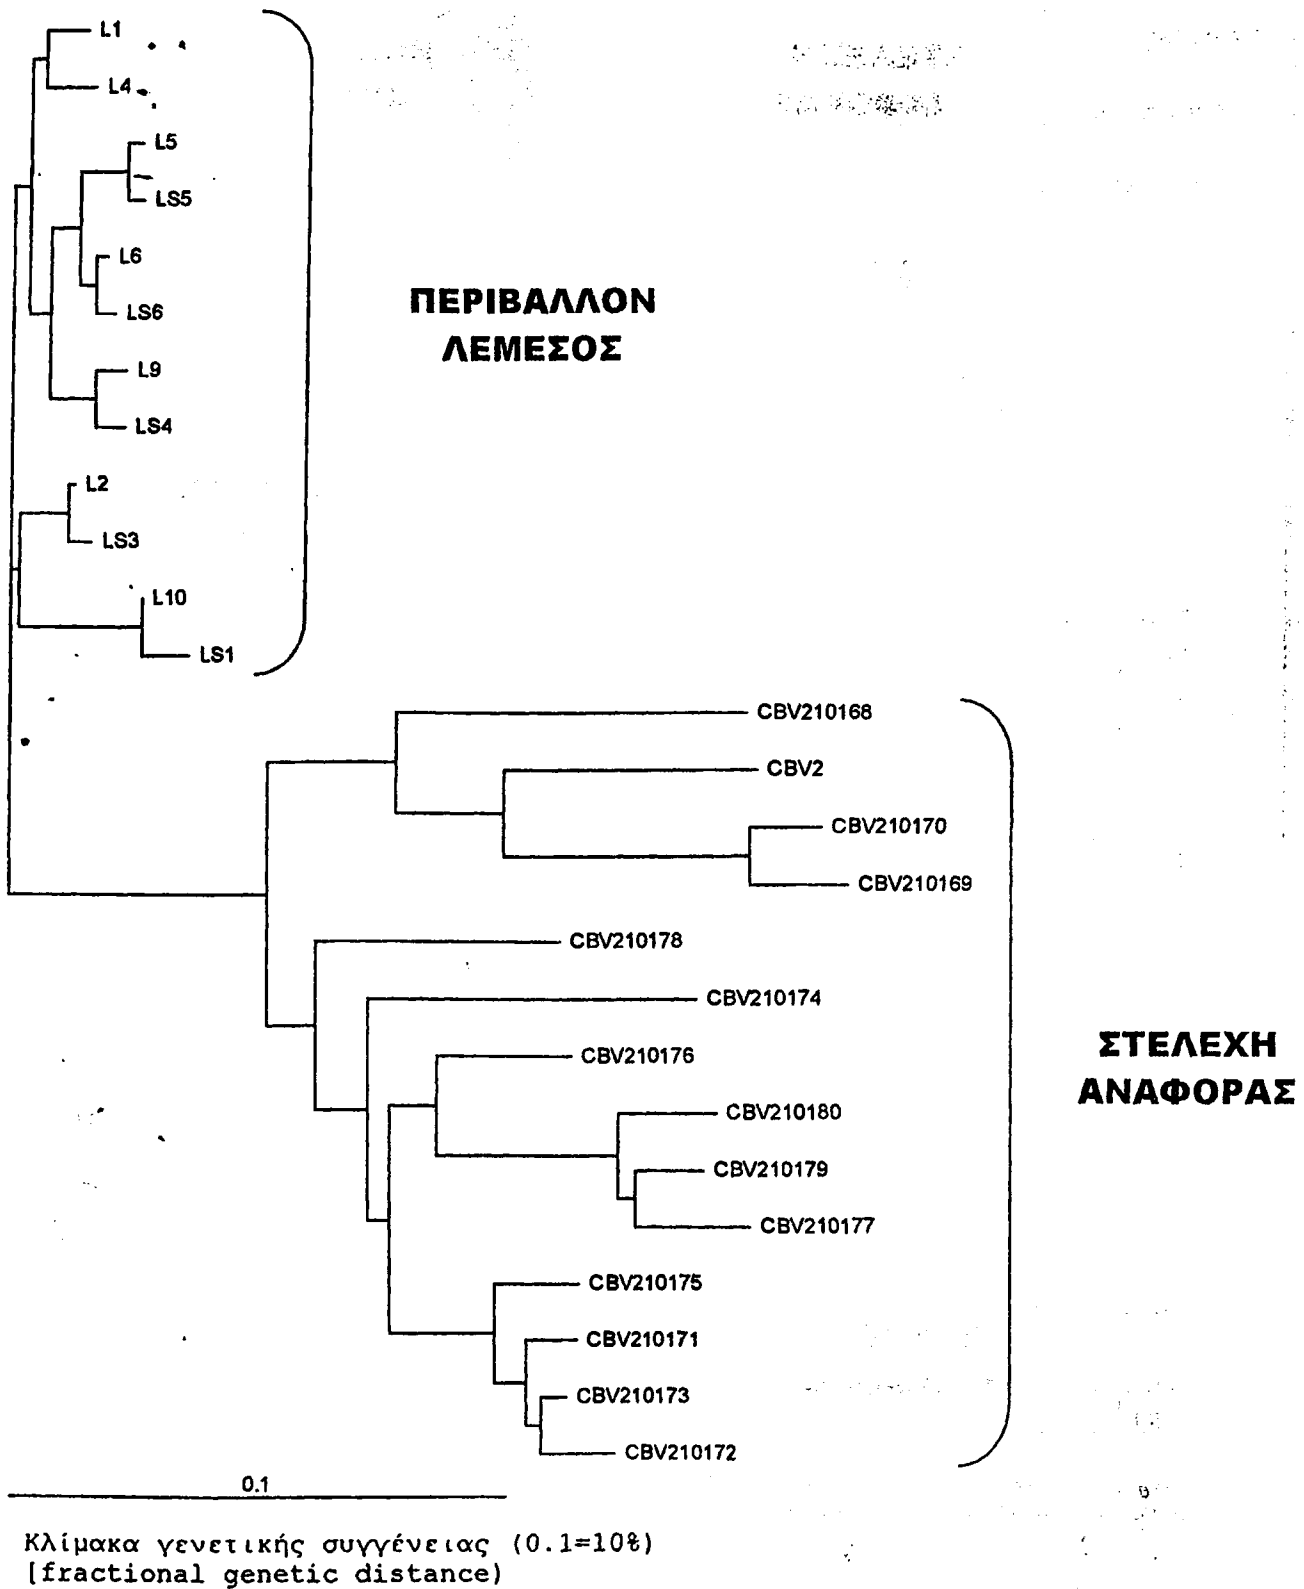 L1
L4
L5
LS5
L6
LS6
L9
LS4
L2
LS3
L10
LS1
ΠΕΡΙΒΑΛΛΟΝ
ΛΕΜΕΣΟΣ
CBV210168
CBV2
CBV210170
CBV210169
CBV210178
CBV210174
CBV210176
CBV210180
CBV210179
CBV210177
CBV210175
CBV210171
CBV210173
CBV210172
ΣΤΕΛΕΧΗ
ΑΝΑΦΟΡΑΣ
0.1
Κλίμακα γενετικής συγγένειας (0.1=10%)
[fractional genetic distance)